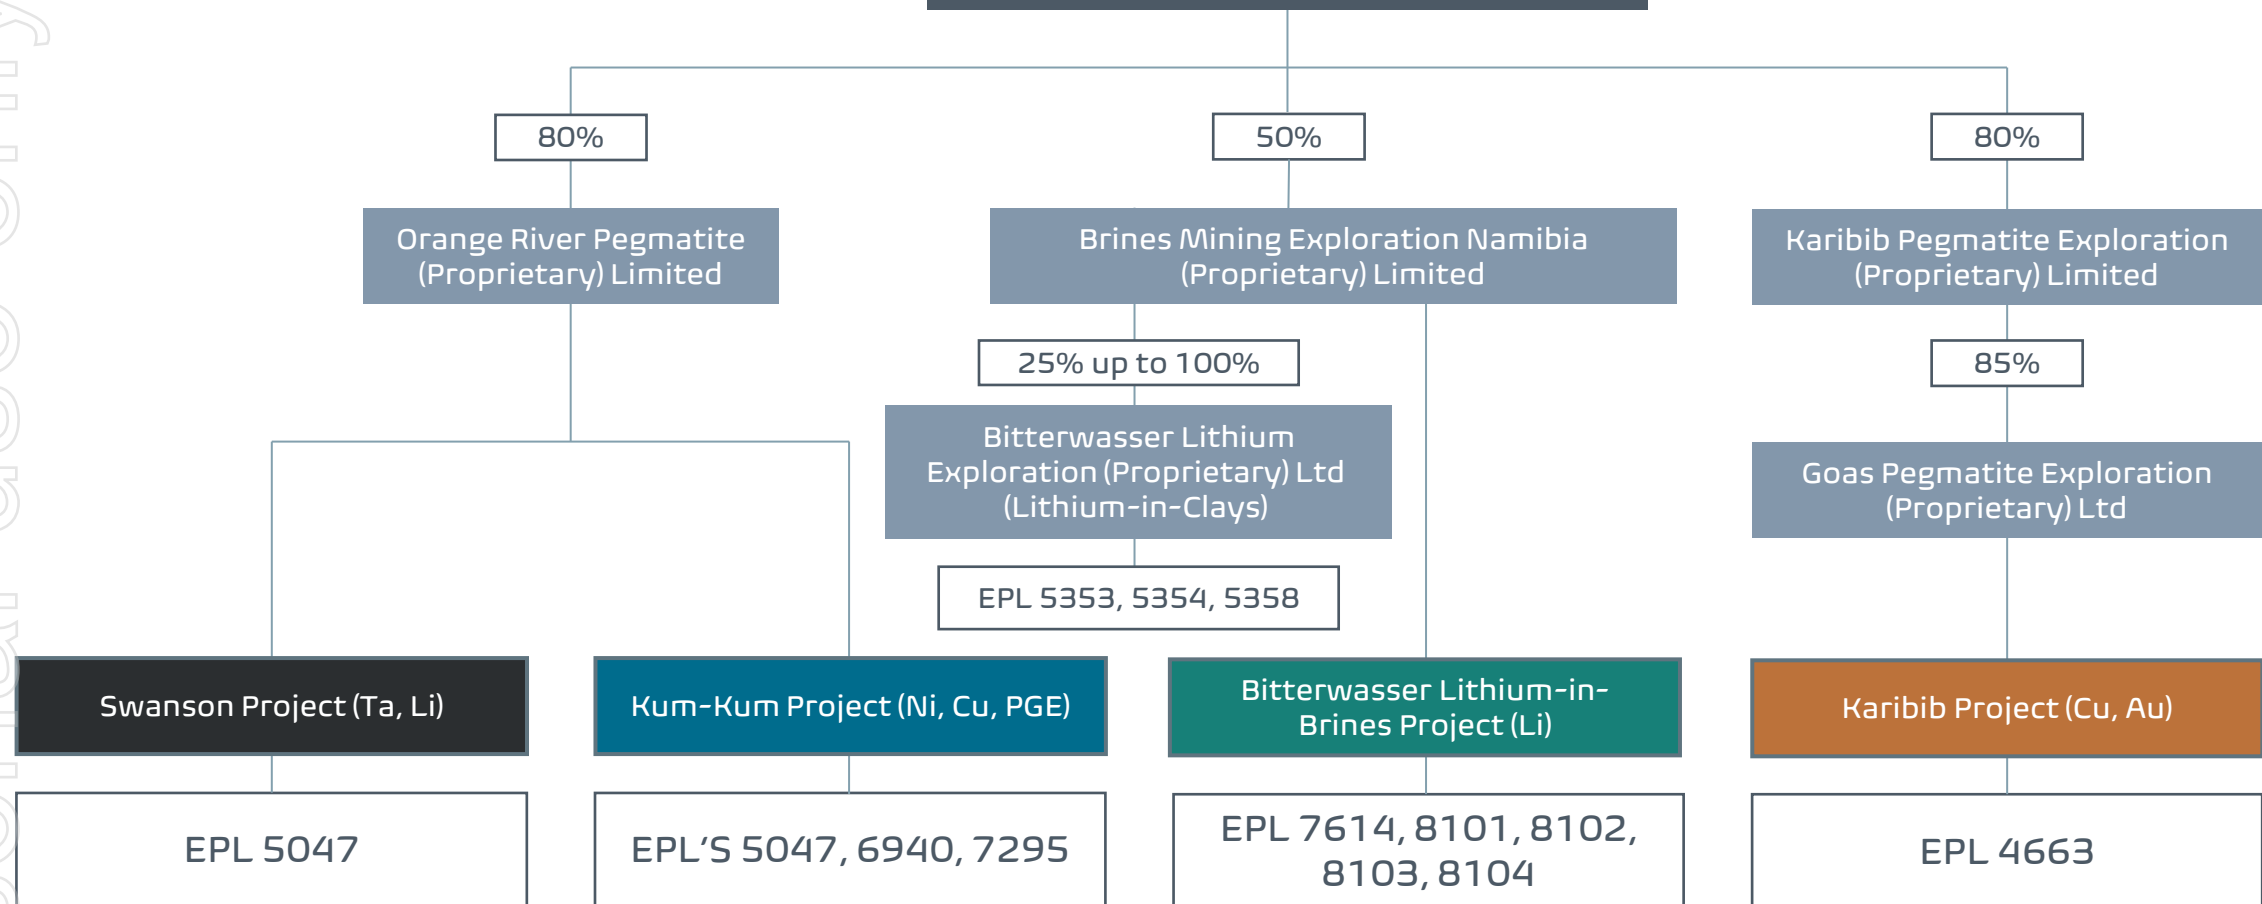 80%
50%
80%
Orange River Pegmatite
(Proprietary) Limited
Brines Mining Exploration Namibia
(Proprietary) Limited
Karibib Pegmatite Exploration
(Proprietary) Limited
25% up to 100%
85%
Bitterwasser Lithium
Exploration (Proprietary) Ltd
(Lithium-in-Clays)
Goas Pegmatite Exploration
(Proprietary) Ltd
EPL 5353, 5354, 5358
Swanson Project (Ta, Li)
Kum-Kum Project (Ni, Cu, PGE)
Bitterwasser Lithium-in-
Brines Project (Li)
Karibib Project (Cu, Au)
EPL 5047
EPL‘S 5047, 6940, 7295
EPL 7614, 8101, 8102,
8103, 8104
EPL 4663